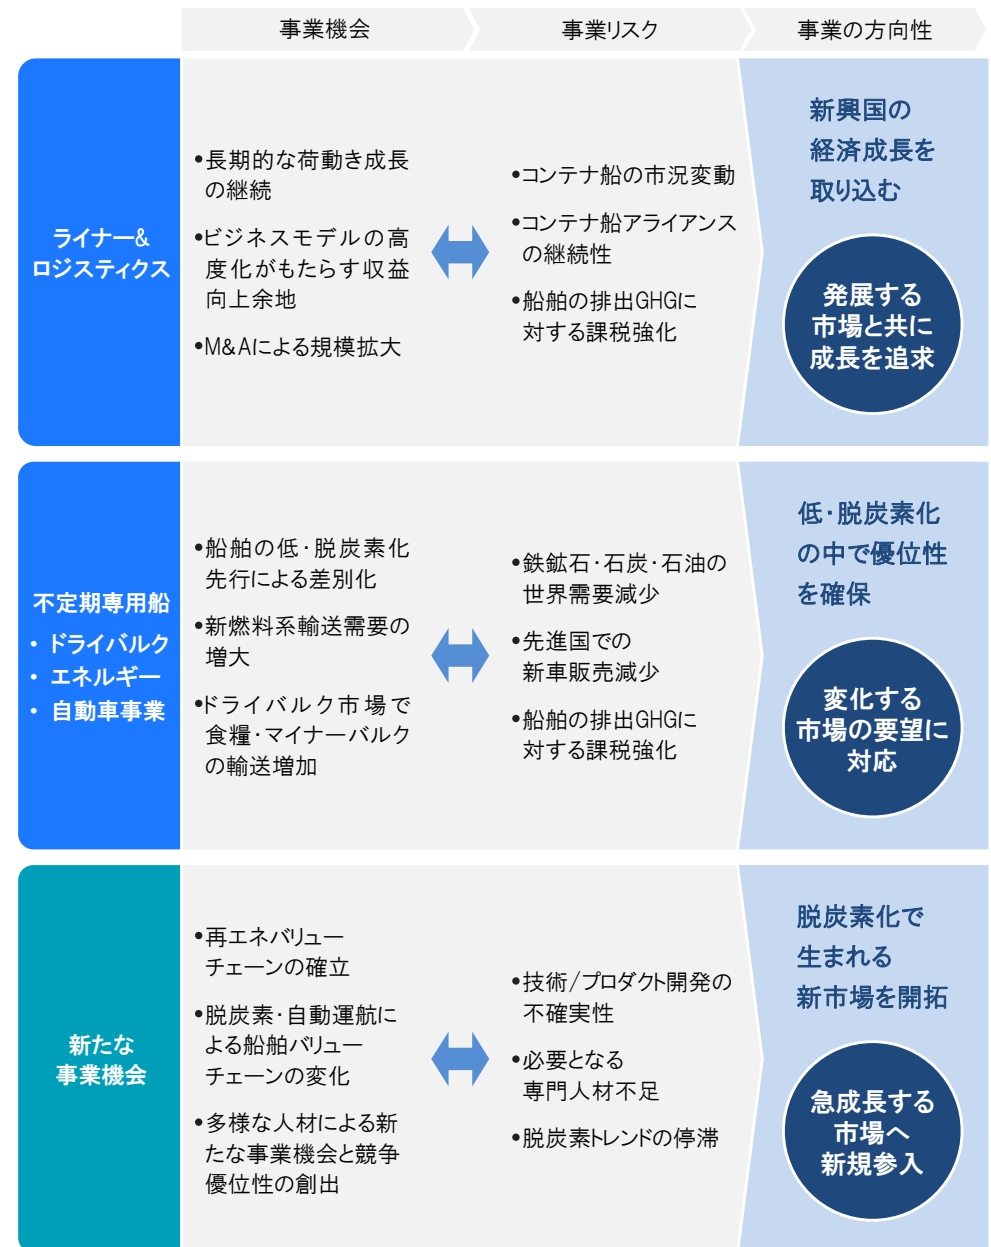 事業機会
事業リスク
事業の方向性
ライナー&
ロジスティクス
•長期的な荷動き成長
の継続
•ビジネスモデルの高
度化がもたらす収益
向上余地
•M&Aによる規模拡大
•コンテナ船の市況変動
•コンテナ船アライアンス
の継続性
•船舶の排出GHGに
対する課税強化
新興国の
経済成長を
取り込む
発展する
市場と共に
成長を追求
不定期専用船
• ドライバルク
• エネルギー
• 自動車事業
•船舶の低・脱炭素化
先行による差別化
•新燃料系輸送需要の
増大
•ドライバルク市場で
食糧・マイナーバルク
の輸送増加
•鉄鉱石・石炭・石油の
世界需要減少
•先進国での
新車販売減少
•船舶の排出GHGに
対する課税強化
低・脱炭素化
の中で優位性
を確保
変化する
市場の要望に
対応
新たな
事業機会
•再エネバリュー
チェーンの確立
•脱炭素・自動運航に
よる船舶バリュー
チェーンの変化
•多様な人材による新
たな事業機会と競争
優位性の創出
•技術/プロダクト開発の
不確実性
•必要となる
専門人材不足
•脱炭素トレンドの停滞
脱炭素化で
生まれる
新市場を開拓
急成長する
市場へ
新規参入